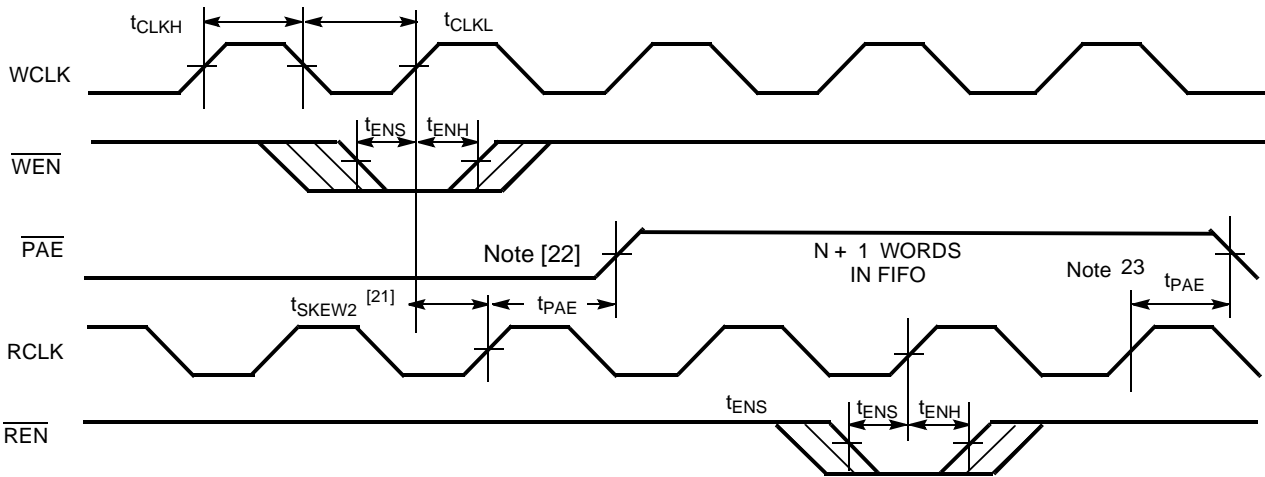 tCLKH
tCLKL
WCLK
tENS
tENH
WEN
PAE
Note [22]
N + 1 WORDS
IN FIFO
Note 23
tPAE
tSKEW2 [21]
tPAE
RCLK
tENS
tENS
tENH
REN